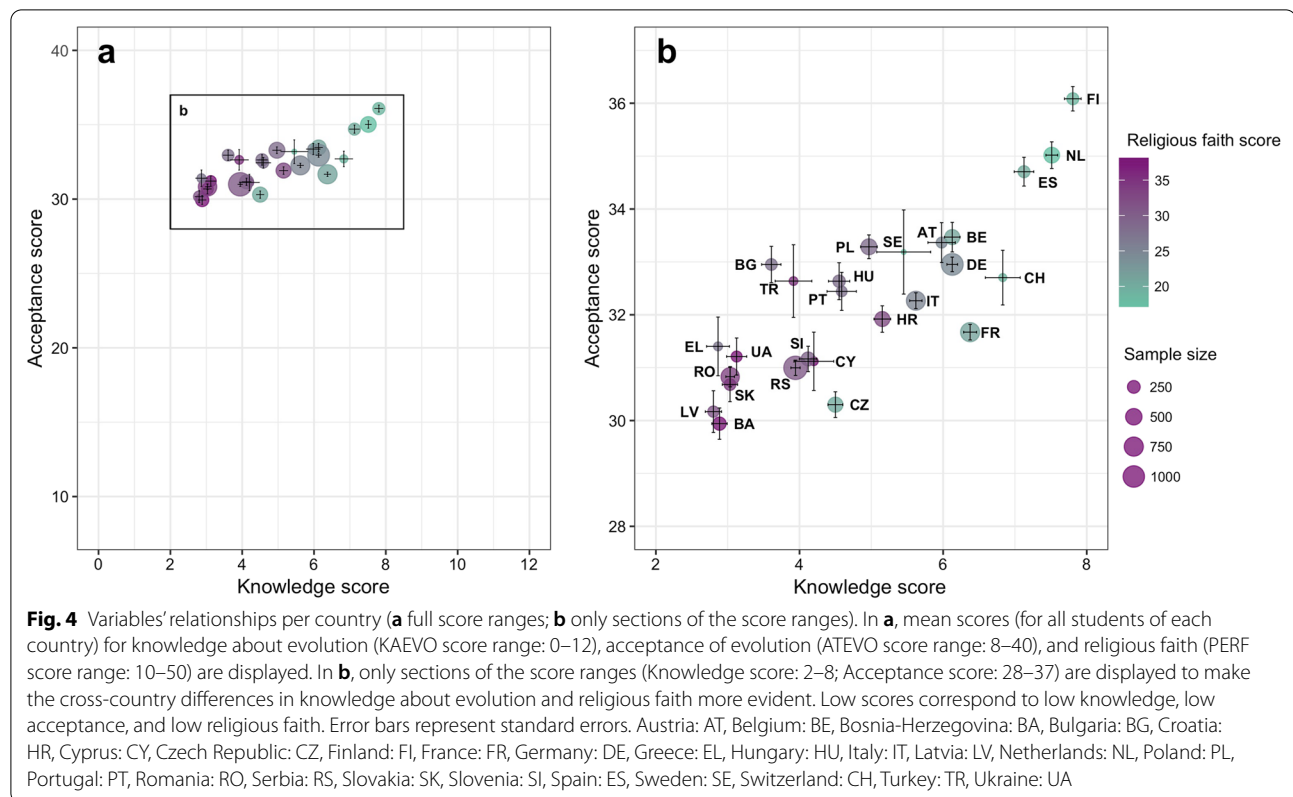 a
b
40
30
20
10
0
2
4
6
8
10
12
Acceptance score
Knowledge score
b
36
34
32
30
28
2
4
6
8
Acceptance score
Knowledge score
FI
NL
ES
AT
BE
SE
PL
DE
BG
CH
HU
TR
PT
IT
HR
FR
EL
UA
SI
CY
RO
RS
SK
CZ
LV
BA
Religious faith score
35
30
25
20
Sample size
250
500
750
1000
Fig. 4 Variables' relationships per country (a full score ranges; b only sections of the score ranges). In a, mean scores (for all students of each
country) for knowledge about evolution (KAEVO score range: 0–12), acceptance of evolution (ATEVO score range: 8–40), and religious faith (PERF
score range: 10–50) are displayed. In b, only sections of the score ranges (Knowledge score: 2–8; Acceptance score: 28–37) are displayed to make
the cross-country differences in knowledge about evolution and religious faith more evident. Low scores correspond to low knowledge, low
acceptance, and low religious faith. Error bars represent standard errors. Austria: AT, Belgium: BE, Bosnia-Herzegovina: BA, Bulgaria: BG, Croatia:
HR, Cyprus: CY, Czech Republic: CZ, Finland: FI, France: FR, Germany: DE, Greece: EL, Hungary: HU, Italy: IT, Latvia: LV, Netherlands: NL, Poland: PL,
Portugal: PT, Romania: RO, Serbia: RS, Slovakia: SK, Slovenia: SI, Spain: ES, Sweden: SE, Switzerland: CH, Turkey: TR, Ukraine: UA